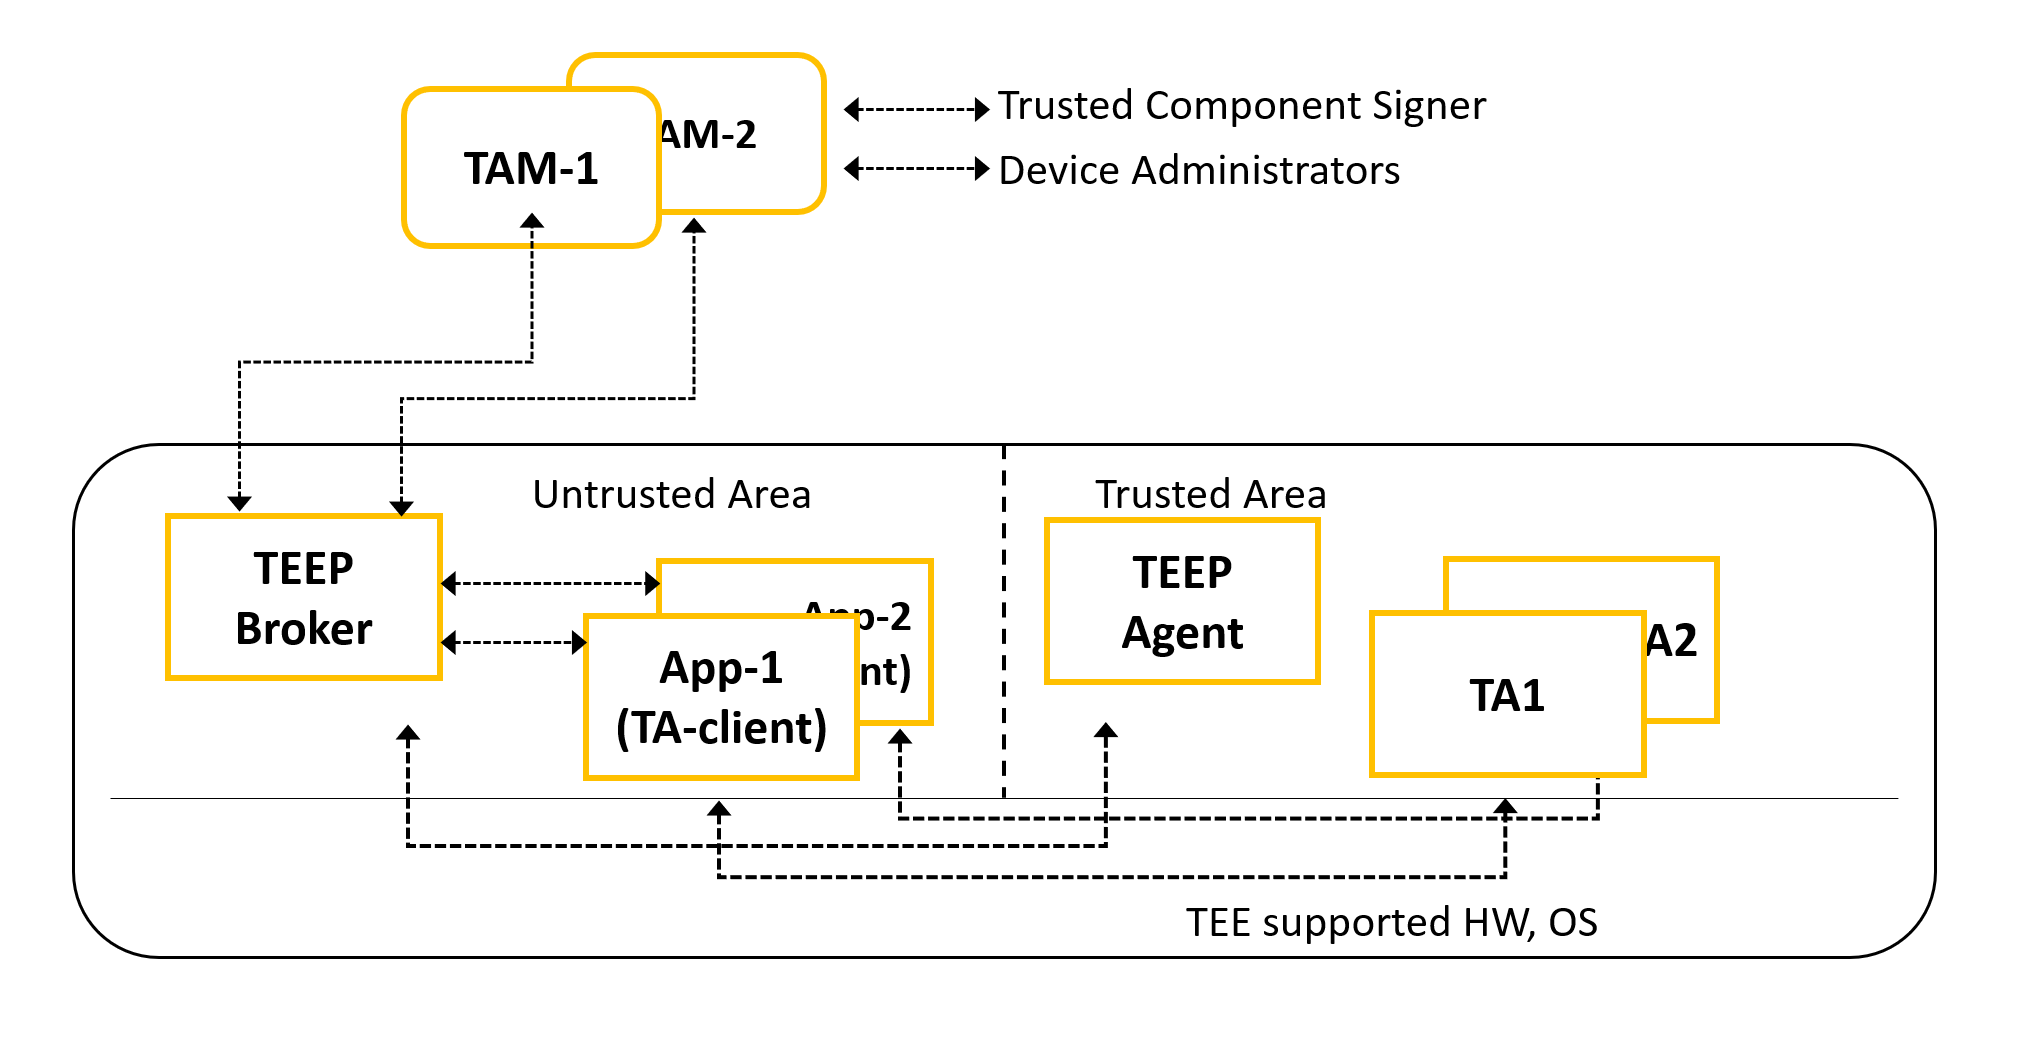 TAM-1
AM-2
Trusted Component Signer
Device Administrators
Untrusted Area
Trusted Area
TEEP
Broker
p-2
nt)
App-1
(TA-client)
TEEP
Agent
A2
TA1
TEE supported HW, OS